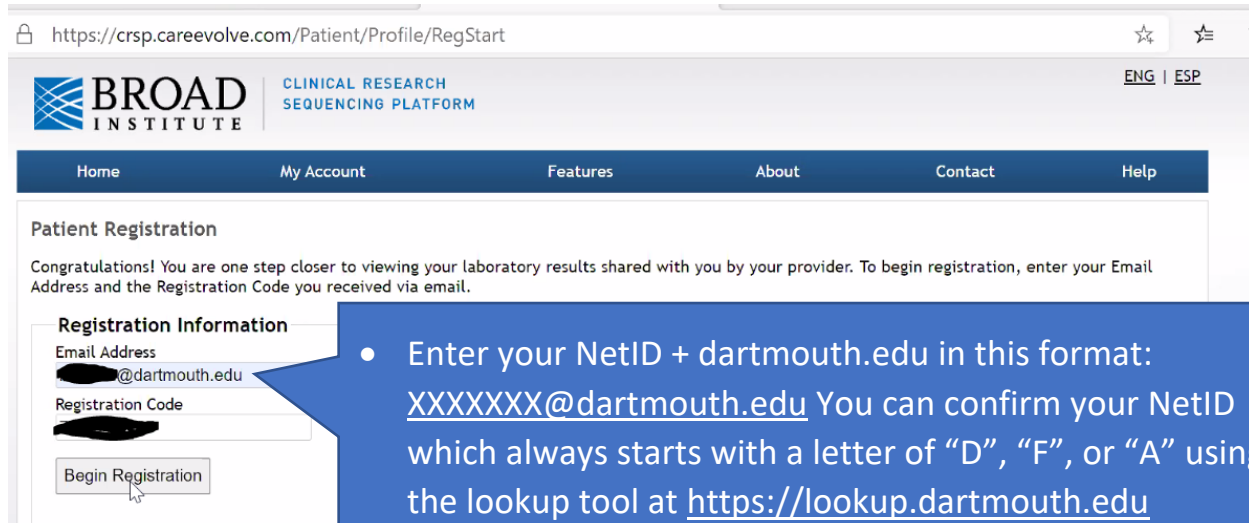 https://crsp.careevolve.com/Patient/Profile/RegStart
BROAD
INSTITUTE
CLINICAL RESEARCH
SEQUENCING PLATFORM
ENG | ESP
Home My Account Features About Contact Help
Patient Registration
Congratulations! You are one step closer to viewing your laboratory results shared with you by your provider. To begin registration, enter your Email
Address and the Registration Code you received via email.
Registration Information
Email Address
@dartmouth.edu
Registration Code
Begin Registration
• Enter your NetID + dartmouth.edu in this format:
XXXXXXX@dartmouth.edu You can confirm your NetID
which always starts with a letter of “D”, “F”, or “A” using
the lookup tool at https://lookup.dartmouth.edu